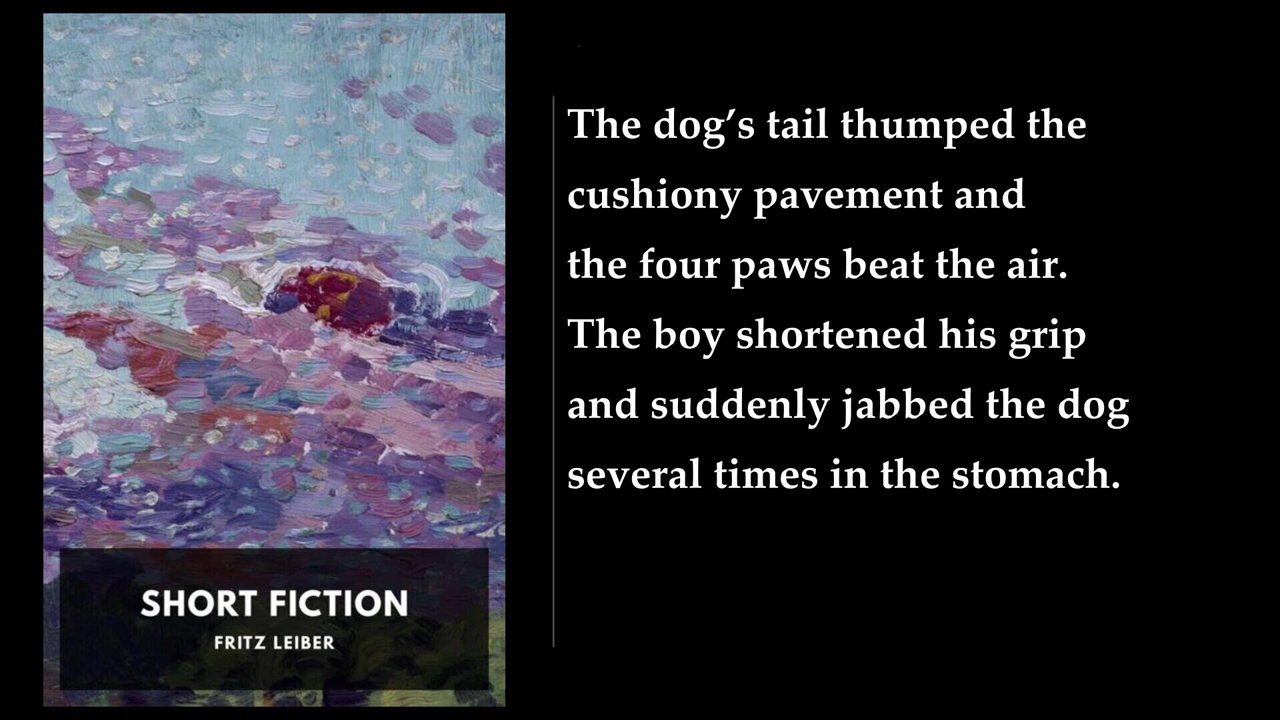 The dog’s tail thumped the
cushiony pavement and
the four paws beat the air.
The boy shortened his grip
and suddenly jabbed the dog
several times in the stomach.
SHORT FICTION
FRITZ LEIBER